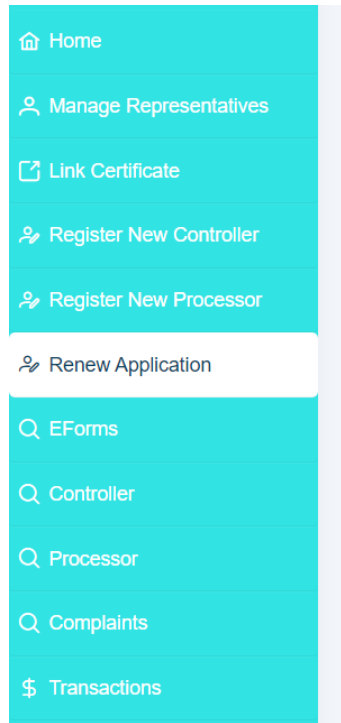 Home
Manage Representatives
Link Certificate
Register New Controller
Register New Processor
Renew Application
EForms
Controller
Processor
Complaints
$ Transactions